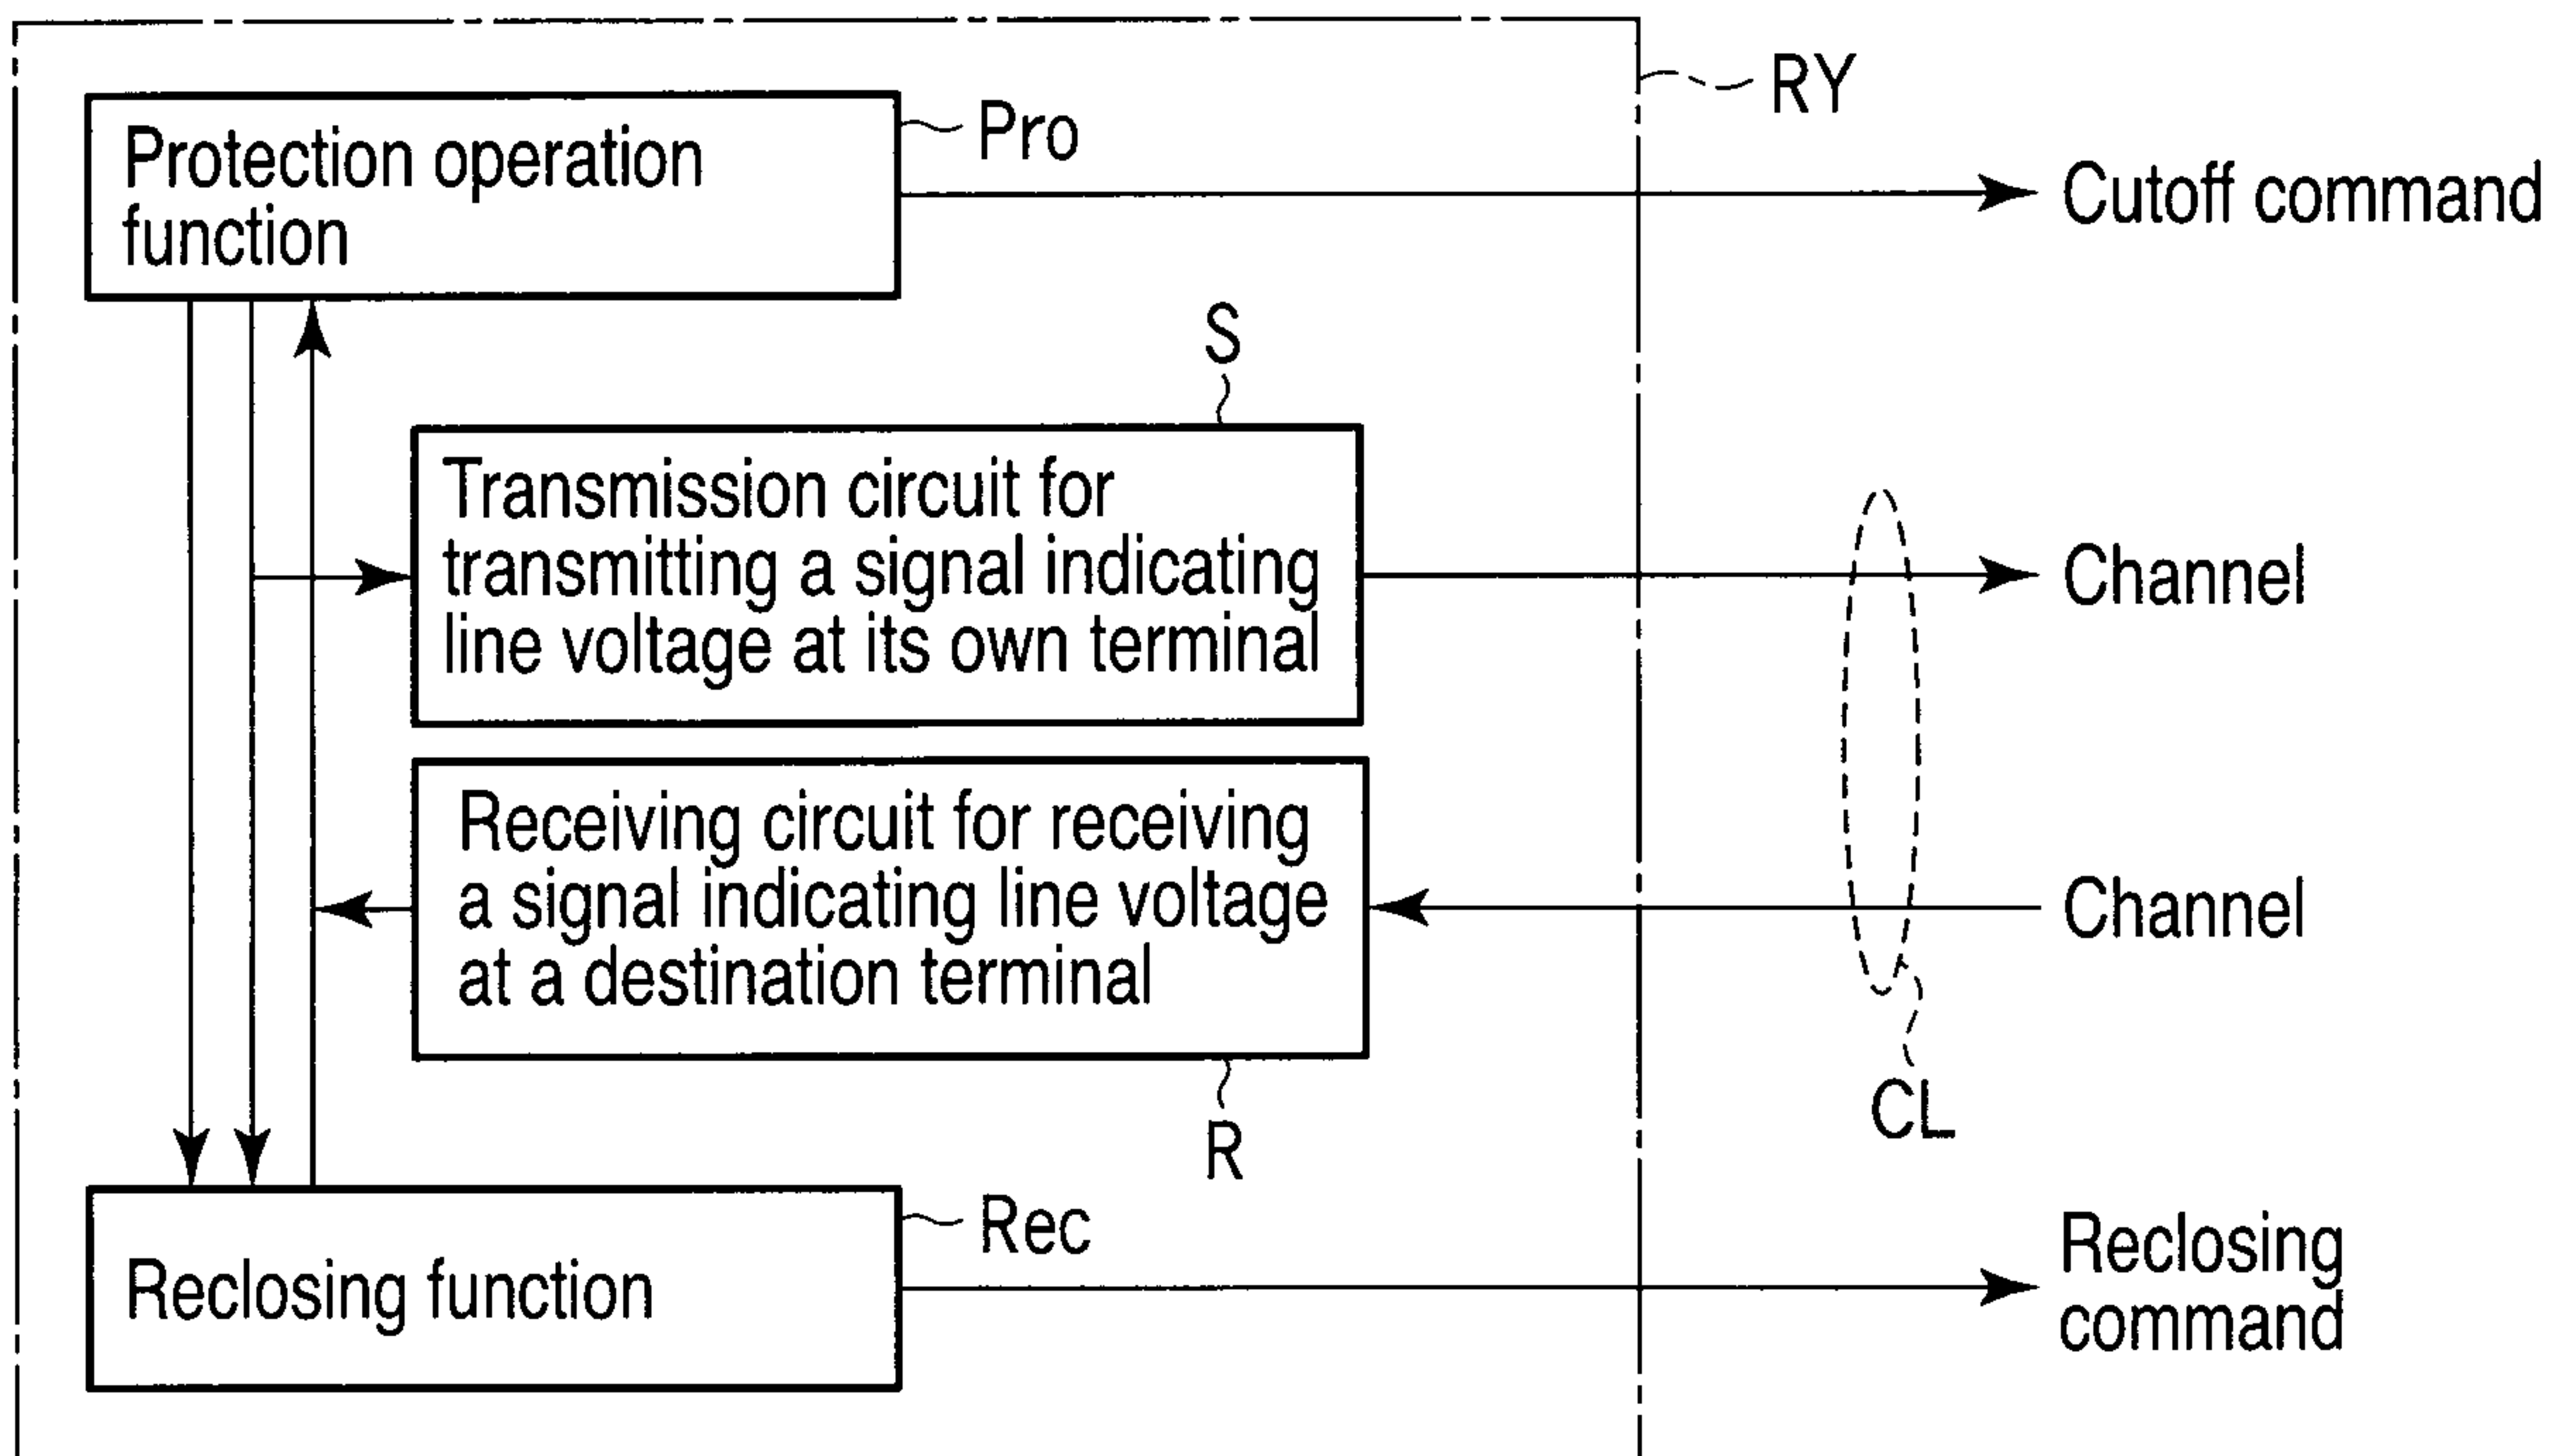 RY
Protection operation
function
Pro
Cutoff command
S
Transmission circuit for
transmitting a signal indicating
line voltage at its own terminal
Channel
Receiving circuit for receiving
a signal indicating line voltage
at a destination terminal
Channel
CL
R
Reclosing function
Rec
Reclosing
command